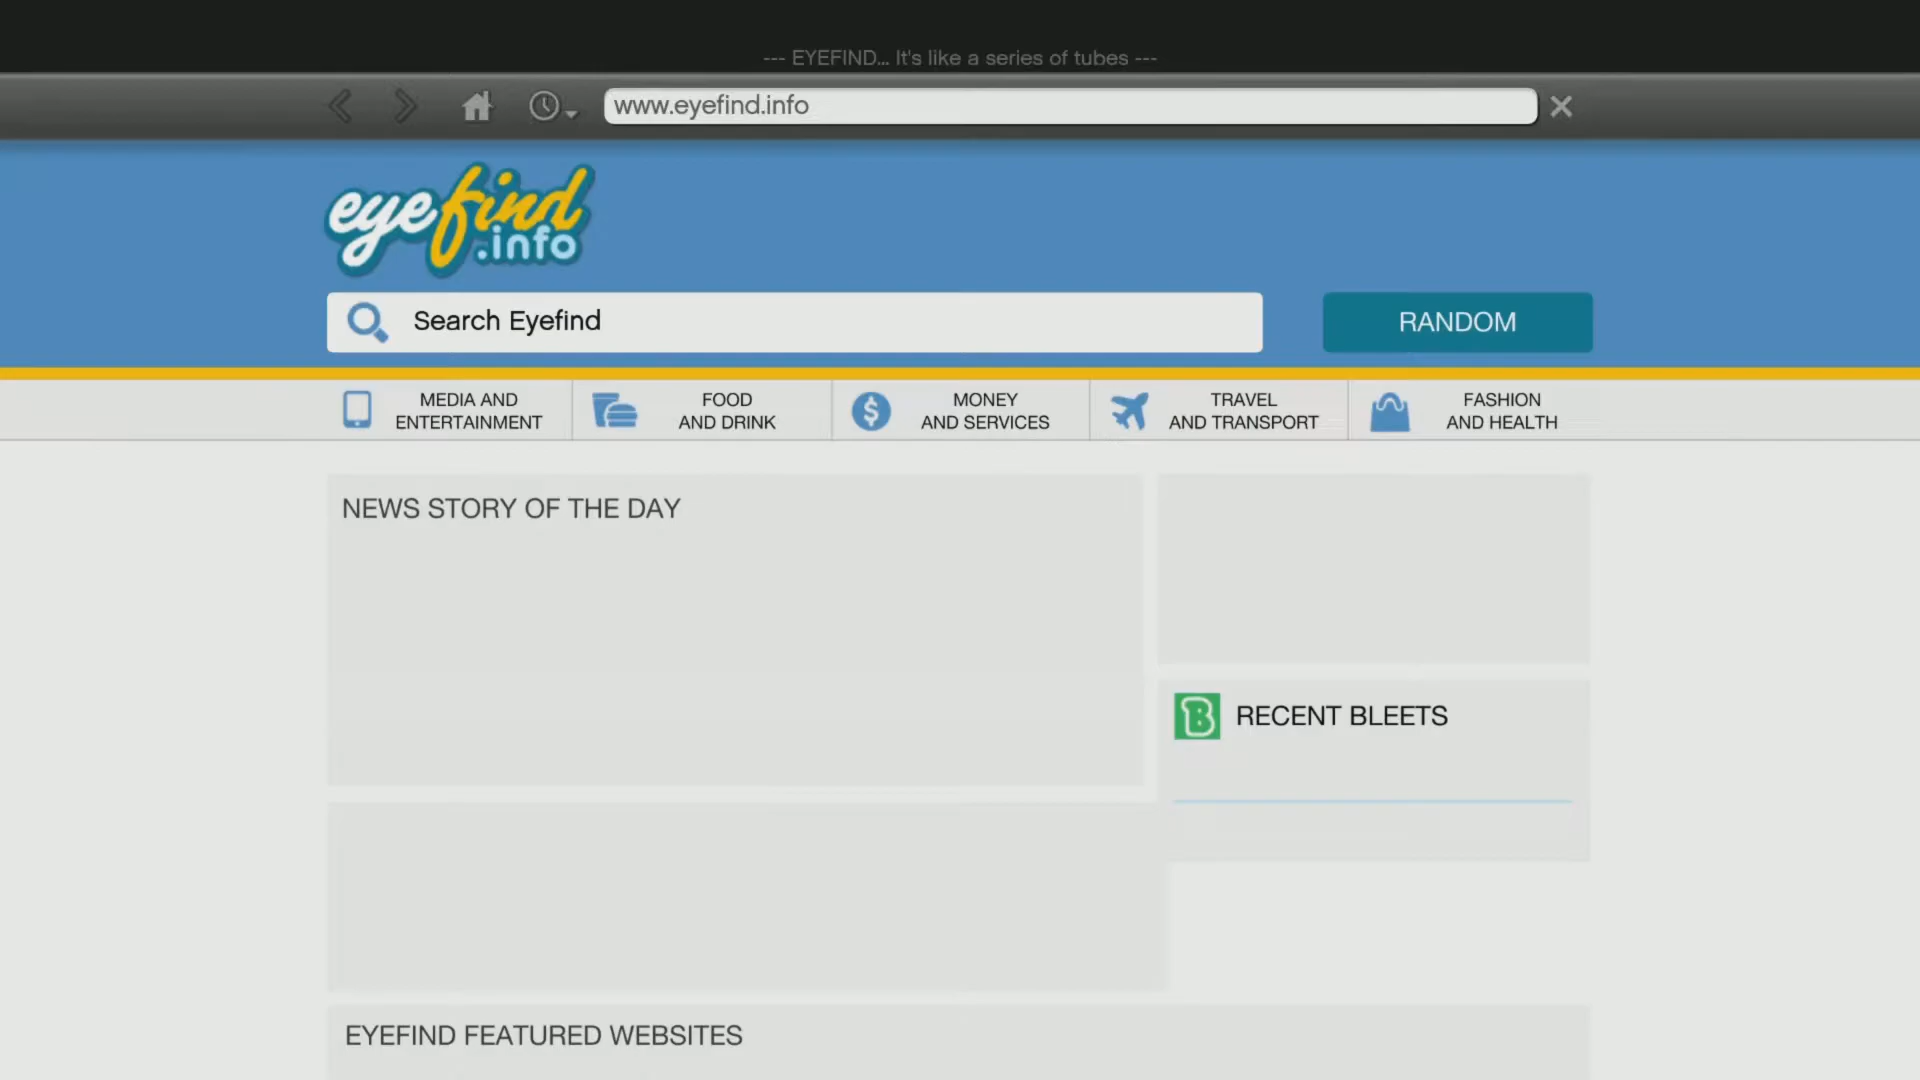 --- EYEFIND... It's like a series of tubes ---
www.eyefind.info
eyefind
.info
Search Eyefind
RANDOM
MEDIA AND
ENTERTAINMENT
FOOD
AND DRINK
MONEY
AND SERVICES
TRAVEL
AND TRANSPORT
FASHION
AND HEALTH
NEWS STORY OF THE DAY
B RECENT BLEETS
EYEFIND FEATURED WEBSITES